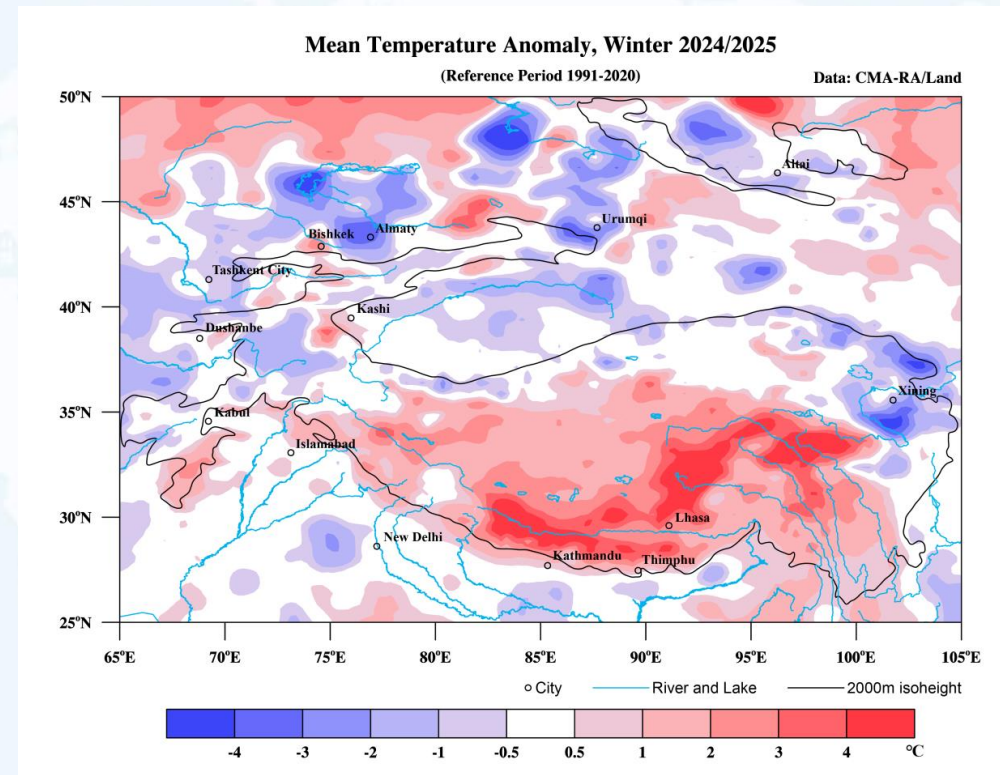 Mean Temperature Anomaly, Winter 2024/2025
(Reference Period 1991-2020)
Data: CMA-RA/Land
50°N
Altai
45°N
Urumqi
Bishkek
Almaty
Tashkent City
40°N
Kashi
Dushanbe
Xining
35°N
Kabul
Islamabad
30°N
Lhasa
New Delhi
Kathmandu
Thimphu
25°N
65°E 70°E 75°E 80°E 85°E 90°E 95°E 100°E 105°E
City River and Lake 2000m isoheight
-4 -3 -2 -1 -0.5 0.5 1 2 3 4 °C